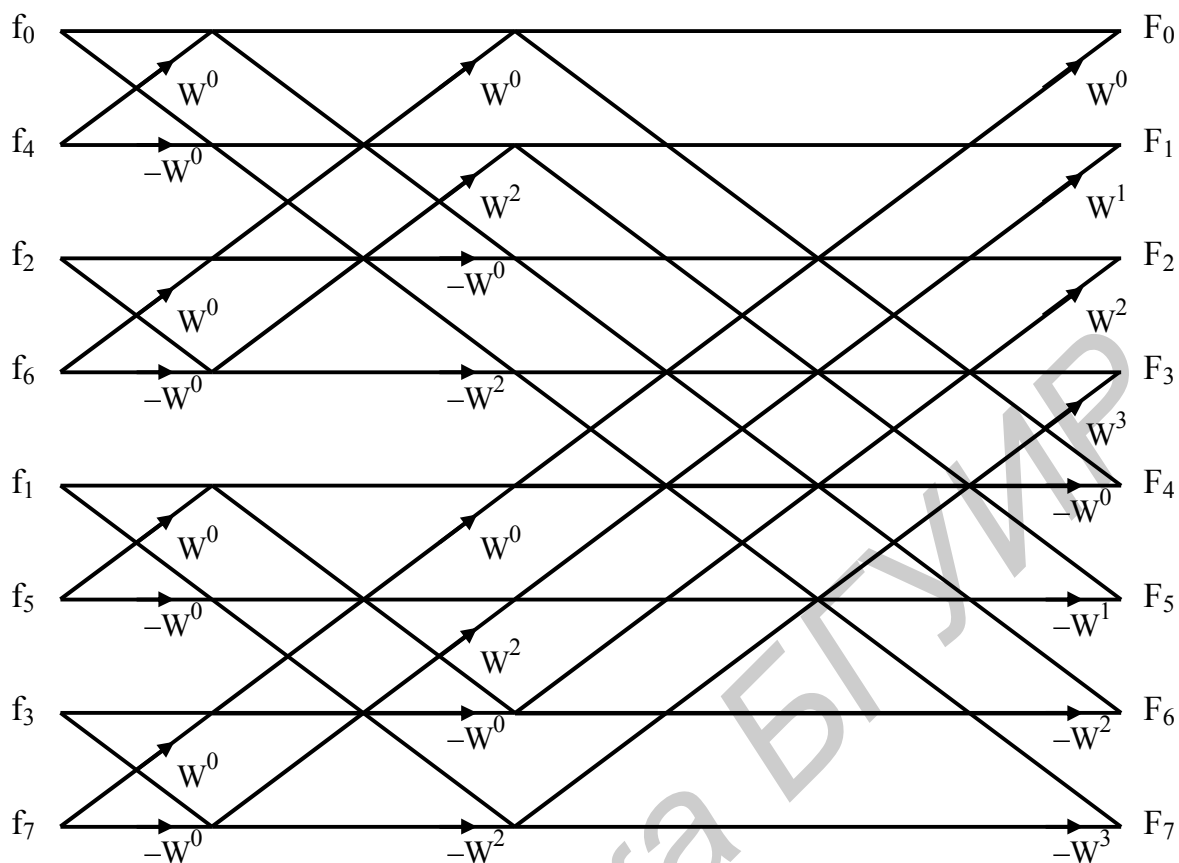 f₀ F₀
W⁰ W⁰ W⁰
f₄ F₁
–W⁰
W² W¹
f₂ F₂
–W⁰
W⁰ W²
f₆ F₃
–W⁰ –W²
W³
f₁ F₄
–W⁰
W⁰ W⁰
f₅ F₅
–W⁰ –W¹
W²
f₃ F₆
–W⁰ –W²
W⁰
f₇ F₇
–W⁰ –W² –W³
БГУИР